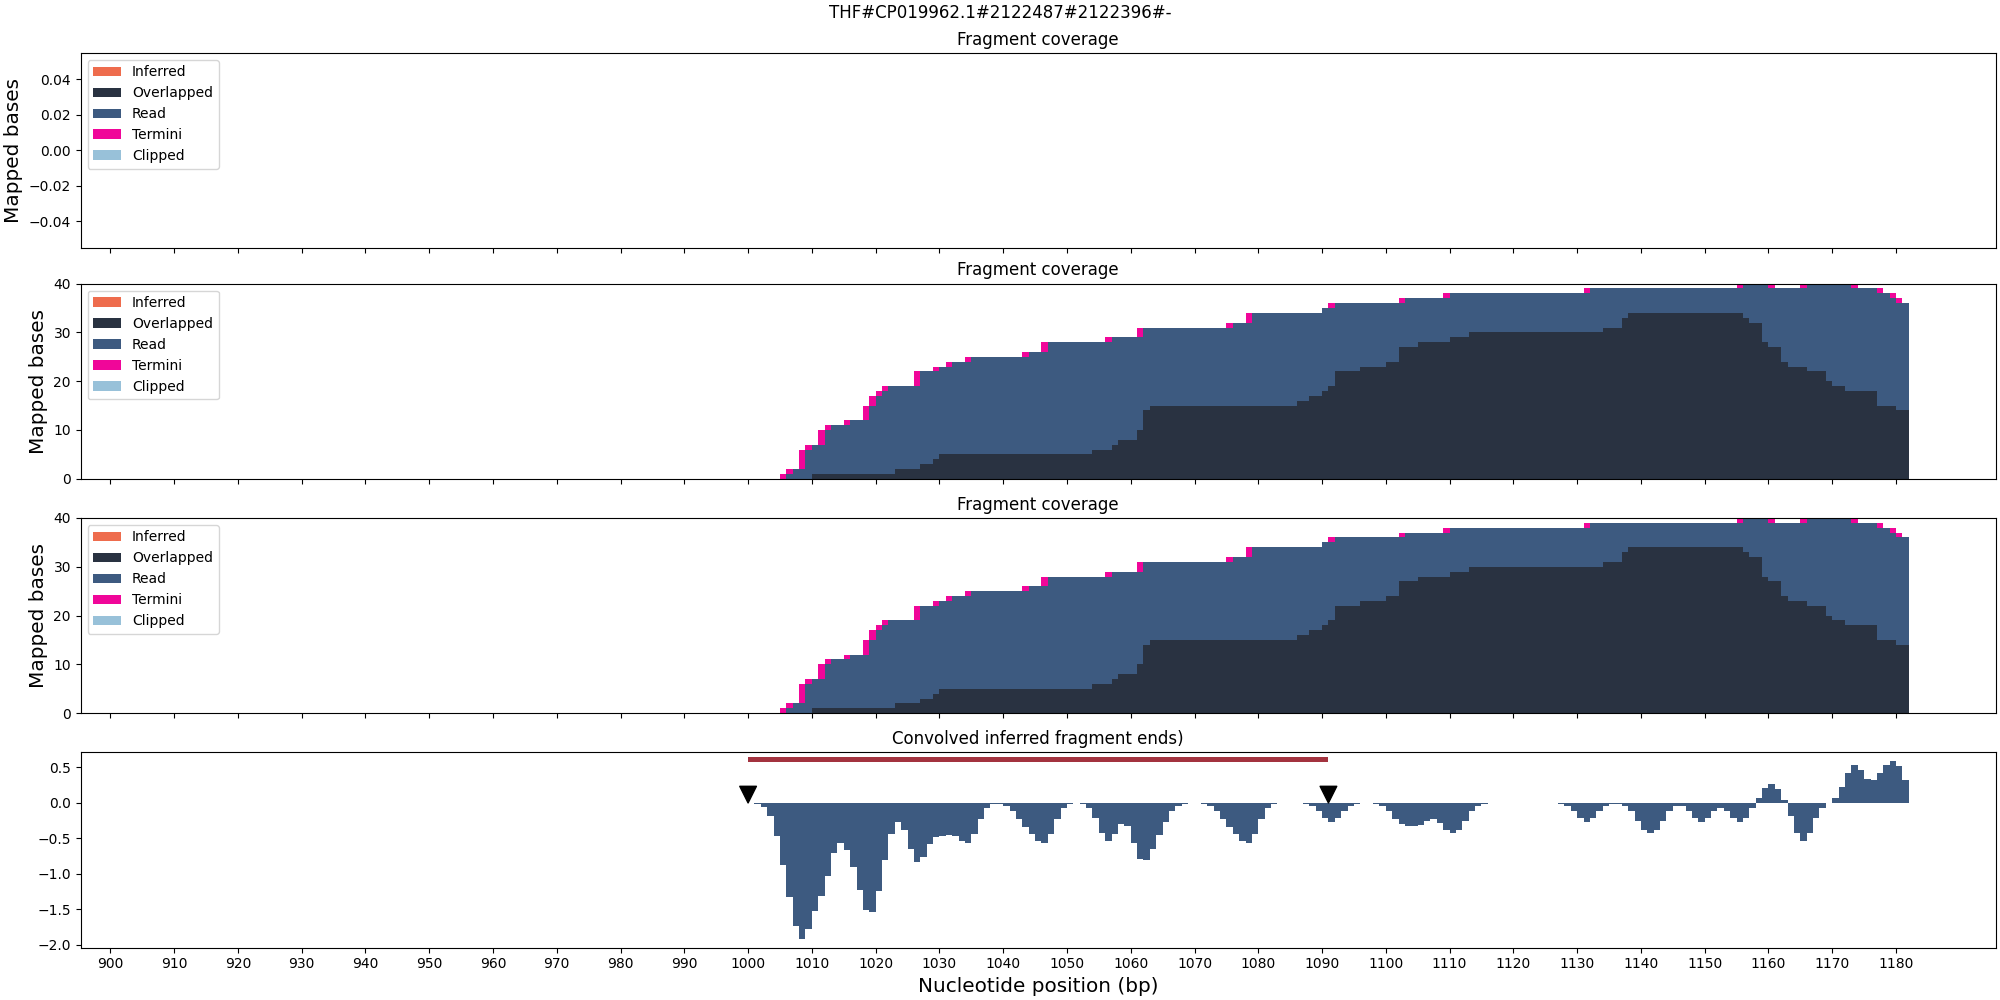 THF#CP019962.1#2122487#2122396#-
Fragment coverage
Mapped bases
0.04
0.02
0.00
−0.02
−0.04
Inferred
Overlapped
Read
Termini
Clipped
Fragment coverage
Mapped bases
40
30
20
10
0
Inferred
Overlapped
Read
Termini
Clipped
Fragment coverage
Mapped bases
40
30
20
10
0
Inferred
Overlapped
Read
Termini
Clipped
Convolved inferred fragment ends)
0.5
0.0
−0.5
−1.0
−1.5
−2.0
900 910 920 930 940 950 960 970 980 990 1000 1010 1020 1030 1040 1050 1060 1070 1080 1090 1100 1110 1120 1130 1140 1150 1160 1170 1180
Nucleotide position (bp)